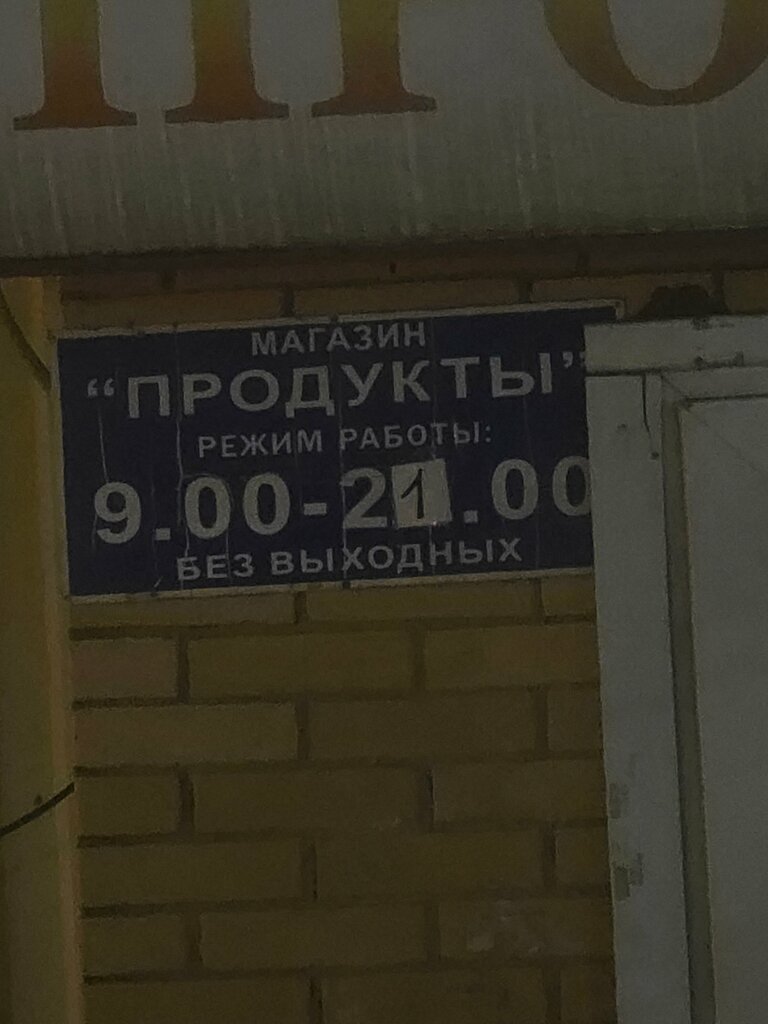 МАГАЗИН
“ПРОДУКТЫ”
РЕЖИМ РАБОТЫ:
9.00-21.00
БЕЗ ВЫХОДНЫХ